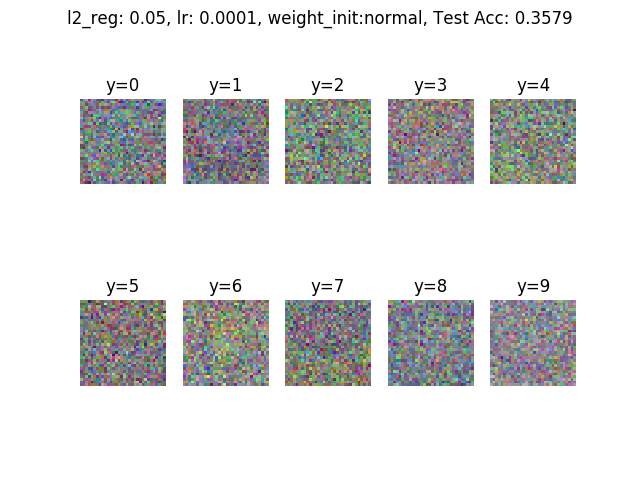 l2_reg: 0.05, lr: 0.0001, weight_init:normal, Test Acc: 0.3579
y=0 y=1 y=2 y=3 y=4
y=5 y=6 y=7 y=8 y=9